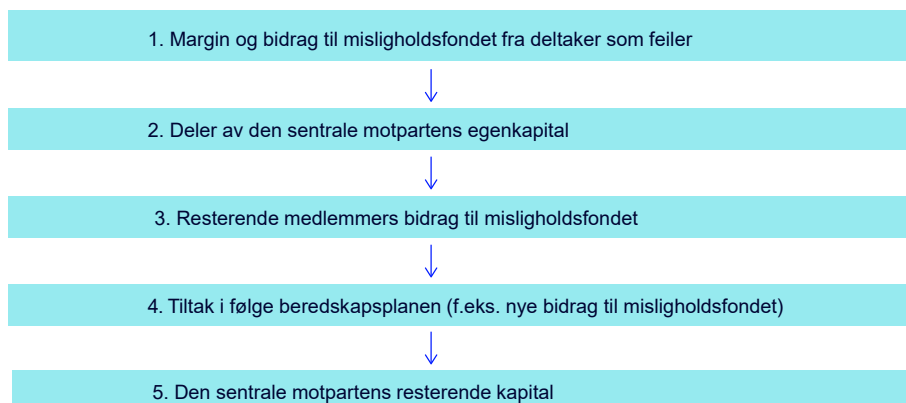 1. Margin og bidrag til misligholdsfondet fra deltaker som feiler
2. Deler av den sentrale motpartens egenkapital
3. Resterende medlemmers bidrag til misligholdsfondet
4. Tiltak i følge beredskapsplanen (f.eks. nye bidrag til misligholdsfondet)
5. Den sentrale motpartens resterende kapital